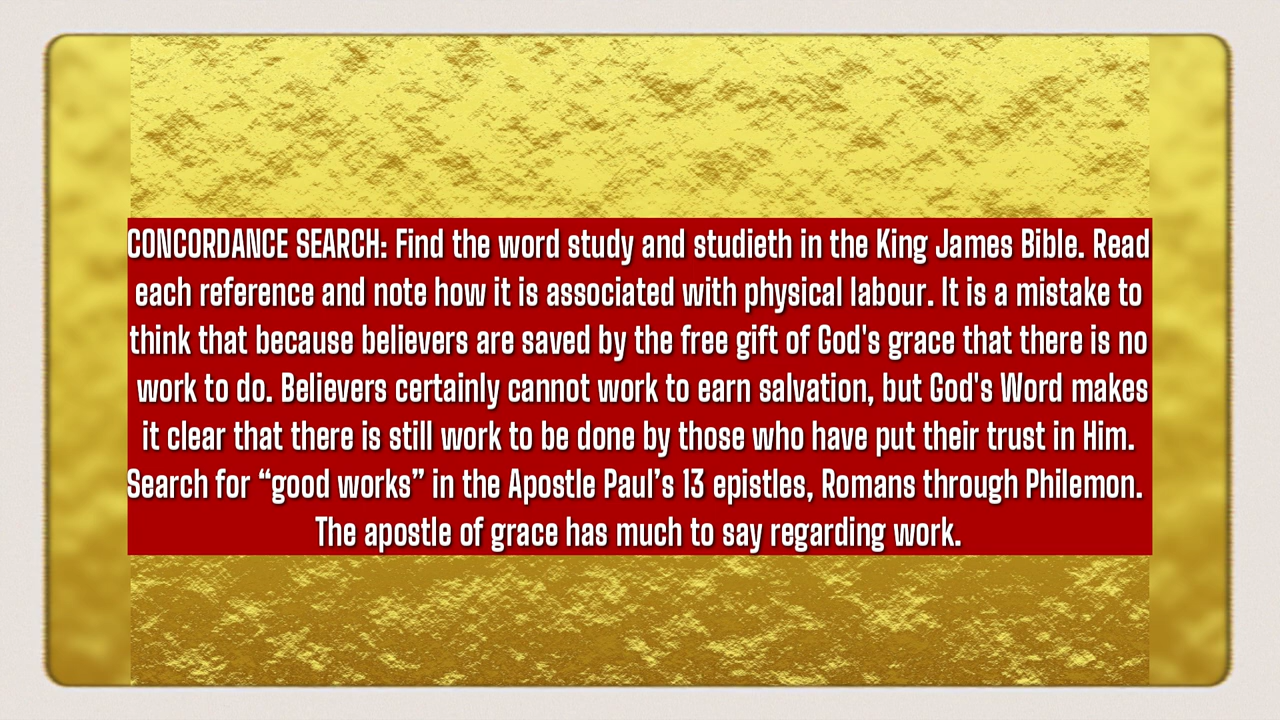 CONCORDANCE SEARCH: Find the word study and studieth in the King James Bible. Read
each reference and note how it is associated with physical labour. It is a mistake to
think that because believers are saved by the free gift of God's grace that there is no
work to do. Believers certainly cannot work to earn salvation, but God's Word makes
it clear that there is still work to be done by those who have put their trust in Him.
Search for “good works” in the Apostle Paul’s 13 epistles, Romans through Philemon.
The apostle of grace has much to say regarding work.